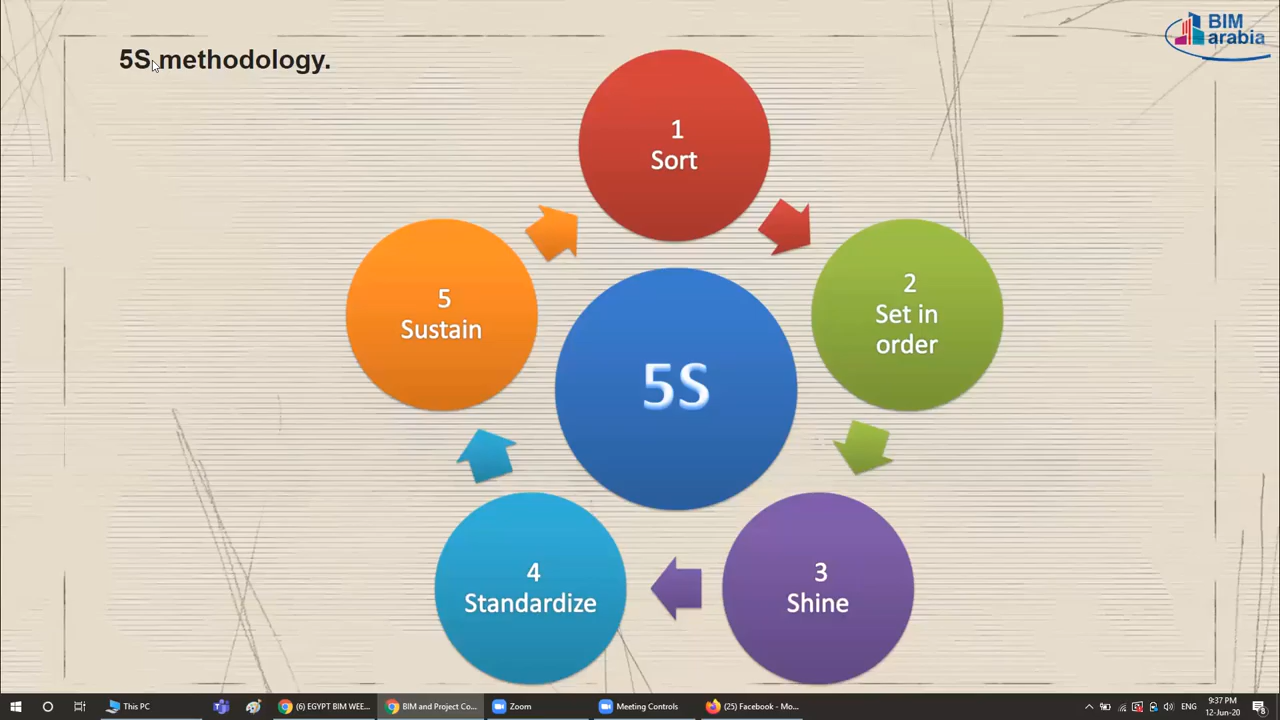 BIM
arabia
5S methodology.
1
Sort
2
Set in
order
3
Shine
4
Standardize
5
Sustain
5S
This PC
(6) EGYPT BIM WEE...
BIM and Project Co...
Zoom
Meeting Controls
(25) Facebook - Mo...
ENG
9:37 PM
12-Jun-20
8